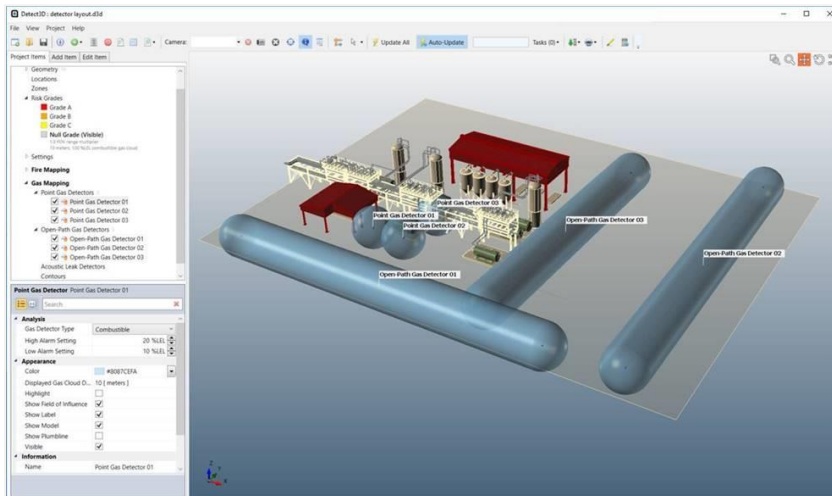 Detect3D : detector layout.d3d
File View Project Help
Camera:
Update All
Auto-Update
Tasks (0)
Project Items Add Item Edit Item
Geometry
Locations
Zones
Risk Grades
Grade A
Grade B
Grade C
Null Grade (Visible)
Settings
Fire Mapping
Gas Mapping
Point Gas Detectors
Point Gas Detector 01
Point Gas Detector 02
Point Gas Detector 03
Open-Path Gas Detectors
Open-Path Gas Detector 01
Open-Path Gas Detector 02
Open-Path Gas Detector 03
Acoustic Leak Detectors
Contours
Point Gas Detector Point Gas Detector 01
Search
Analysis
Gas Detector Type Combustible
High Alarm Setting 20 %LEL
Low Alarm Setting 10 %LEL
Appearance
Color #8087CEFA
Displayed Gas Cloud D... 10 [ meters ]
Highlight
Show Field of Influence
Show Label
Show Model
Show Plumbline
Visible
Information
Name Point Gas Detector 01
Point Gas Detector 03
Point Gas Detector 01
Point Gas Detector 02
Open-Path Gas Detector 03
Open-Path Gas Detector 02
Open-Path Gas Detector 01
Z
Y
X